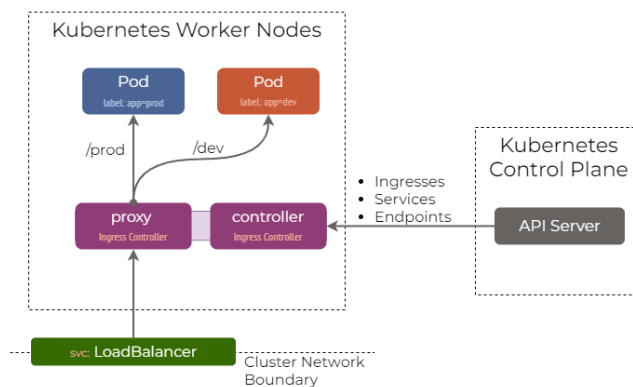 Kubernetes Worker Nodes
Pod
label: app=prod
Pod
label: app=dev
/prod
/dev
proxy
Ingress Controller
controller
Ingress Controller
• Ingresses
• Services
• Endpoints
Kubernetes
Control Plane
API Server
svc: LoadBalancer
Cluster Network
Boundary